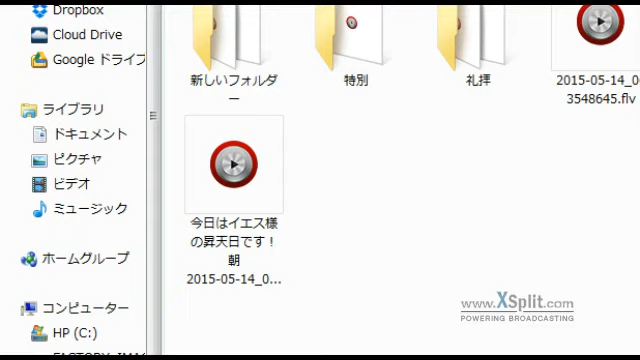 Dropbox
Cloud Drive
Google ドライブ
ライブラリ
ドキュメント
ピクチャ
ビデオ
ミュージック
ホームグループ
コンピューター
HP (C:)
新しいフォルダ
ー
特別
礼拝
2015-05-14_0
3548645.flv
今日はイエス様
の昇天日です！
朝
2015-05-14_0...
www.XSplit.com
POWERING BROADCASTING